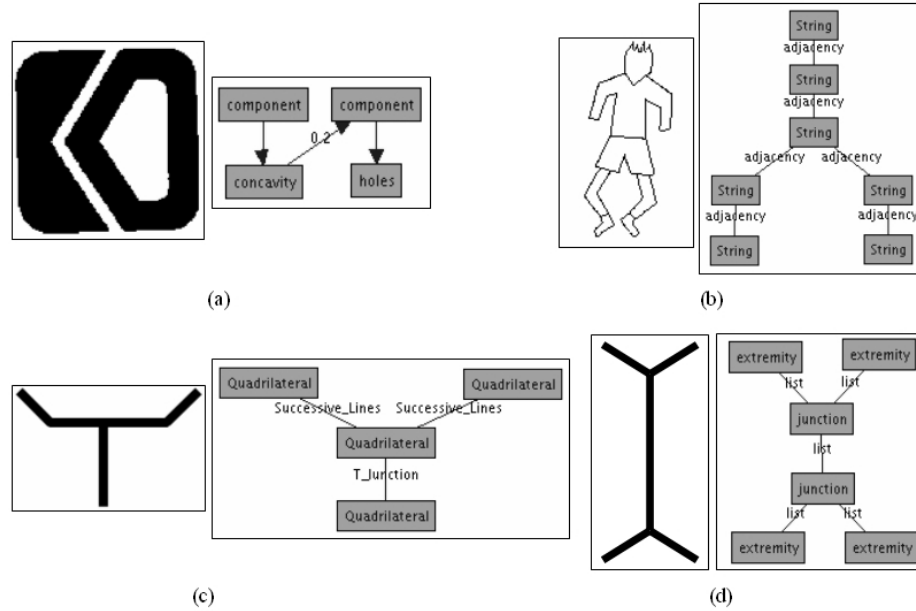 component component
0.2
concavity holes
(a)
String
adjacency
String
adjacency
String
adjacency adjacency
String String
adjacency adjacency
String String
(b)
Quadrilateral Quadrilateral
Successive_Lines Successive_Lines
Quadrilateral
T_Junction
Quadrilateral
(c)
extremity extremity
list list
junction
list
junction
list list
extremity extremity
(d)